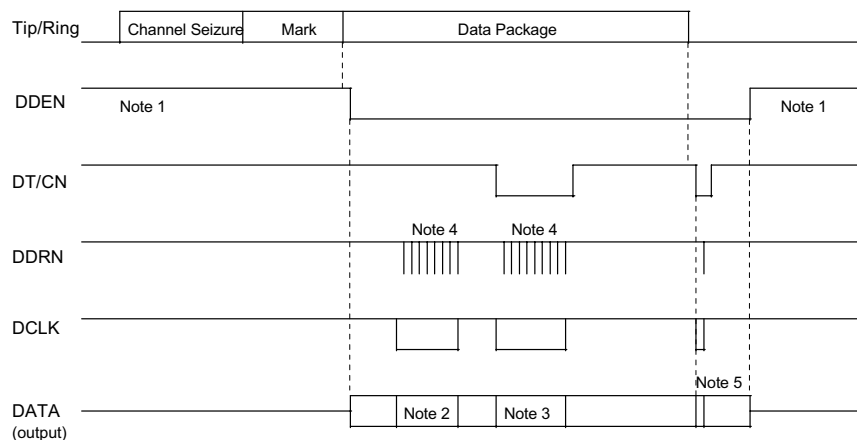 Tip/Ring Channel Seizure Mark Data Package
DDEN Note 1 Note 1
DT/CN
Note 4 Note 4
DDRN
DCLK
Note 5
DATA Note 2 Note 3
(output)